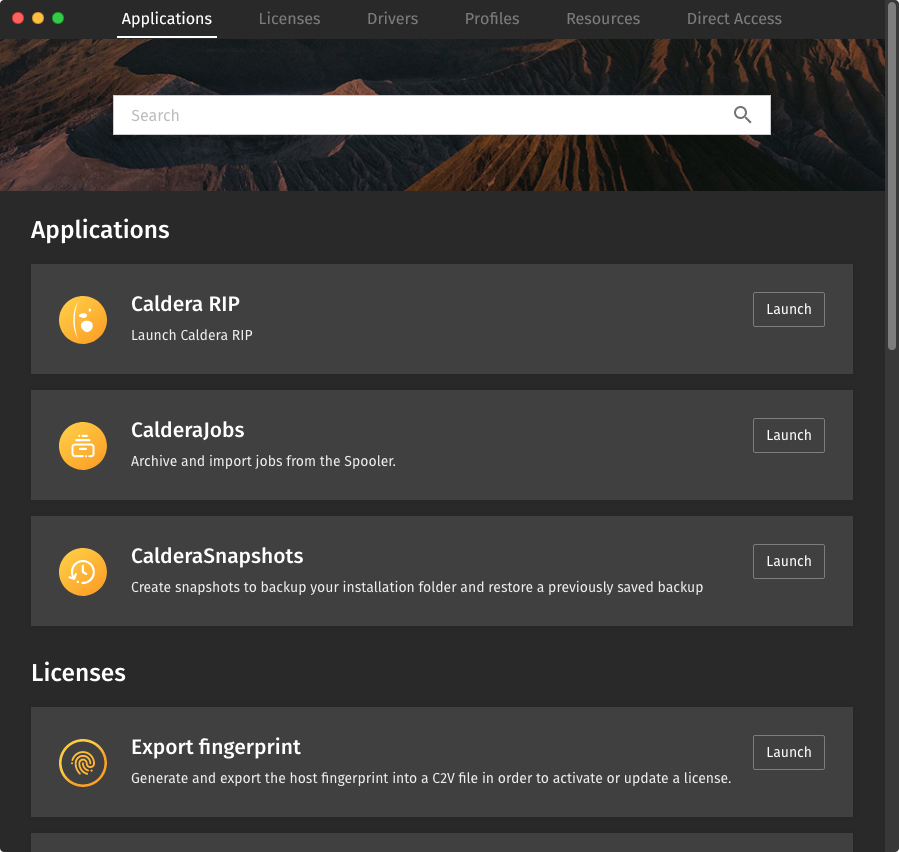 Applications Licenses Drivers Profiles Resources Direct Access
Search
Applications
Caldera RIP
Launch Caldera RIP
Launch
CalderaJobs
Archive and import jobs from the Spooler.
Launch
CalderaSnapshots
Create snapshots to backup your installation folder and restore a previously saved backup
Launch
Licenses
Export fingerprint
Generate and export the host fingerprint into a C2V file in order to activate or update a license.
Launch